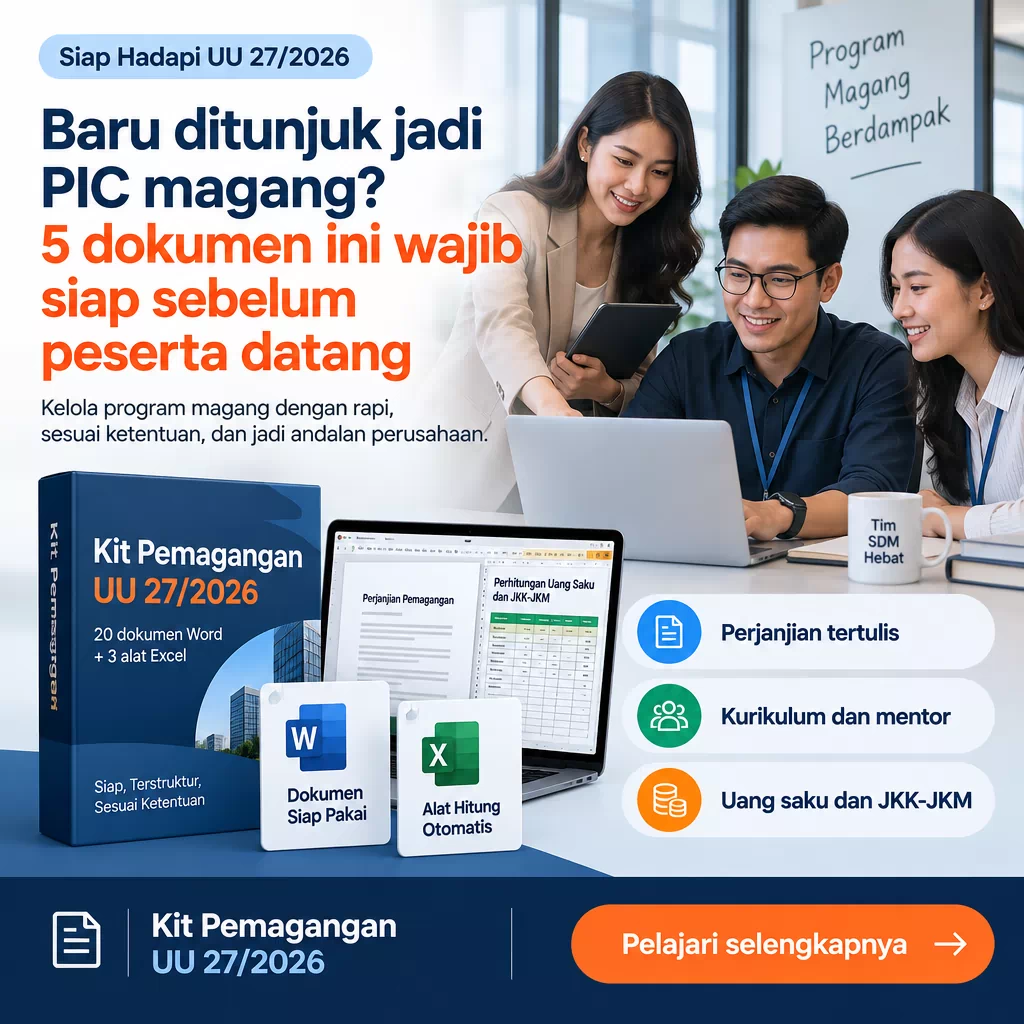 Siap Hadapi UU 27/2026
Baru ditunjuk jadi
PIC magang?
5 dokumen ini wajib
siap sebelum
peserta datang
Kelola program magang dengan rapi,
sesuai ketentuan, dan jadi andalan perusahaan.
Program
Magang
Berdampak
Tim
SDM
Hebat
Kit Pemagangan
Kit Pemagangan
UU 27/2026
20 dokumen Word
+ 3 alat Excel
Siap, Terstruktur,
Sesuai Ketentuan
Perjanjian Pemagangan
Perhitungan Uang Saku
dan JKK-JKM
W
Dokumen
Siap Pakai
X
Alat Hitung
Otomatis
Perjanjian tertulis
Kurikulum dan mentor
Uang saku dan JKK-JKM
Kit Pemagangan
UU 27/2026
Pelajari selengkapnya →